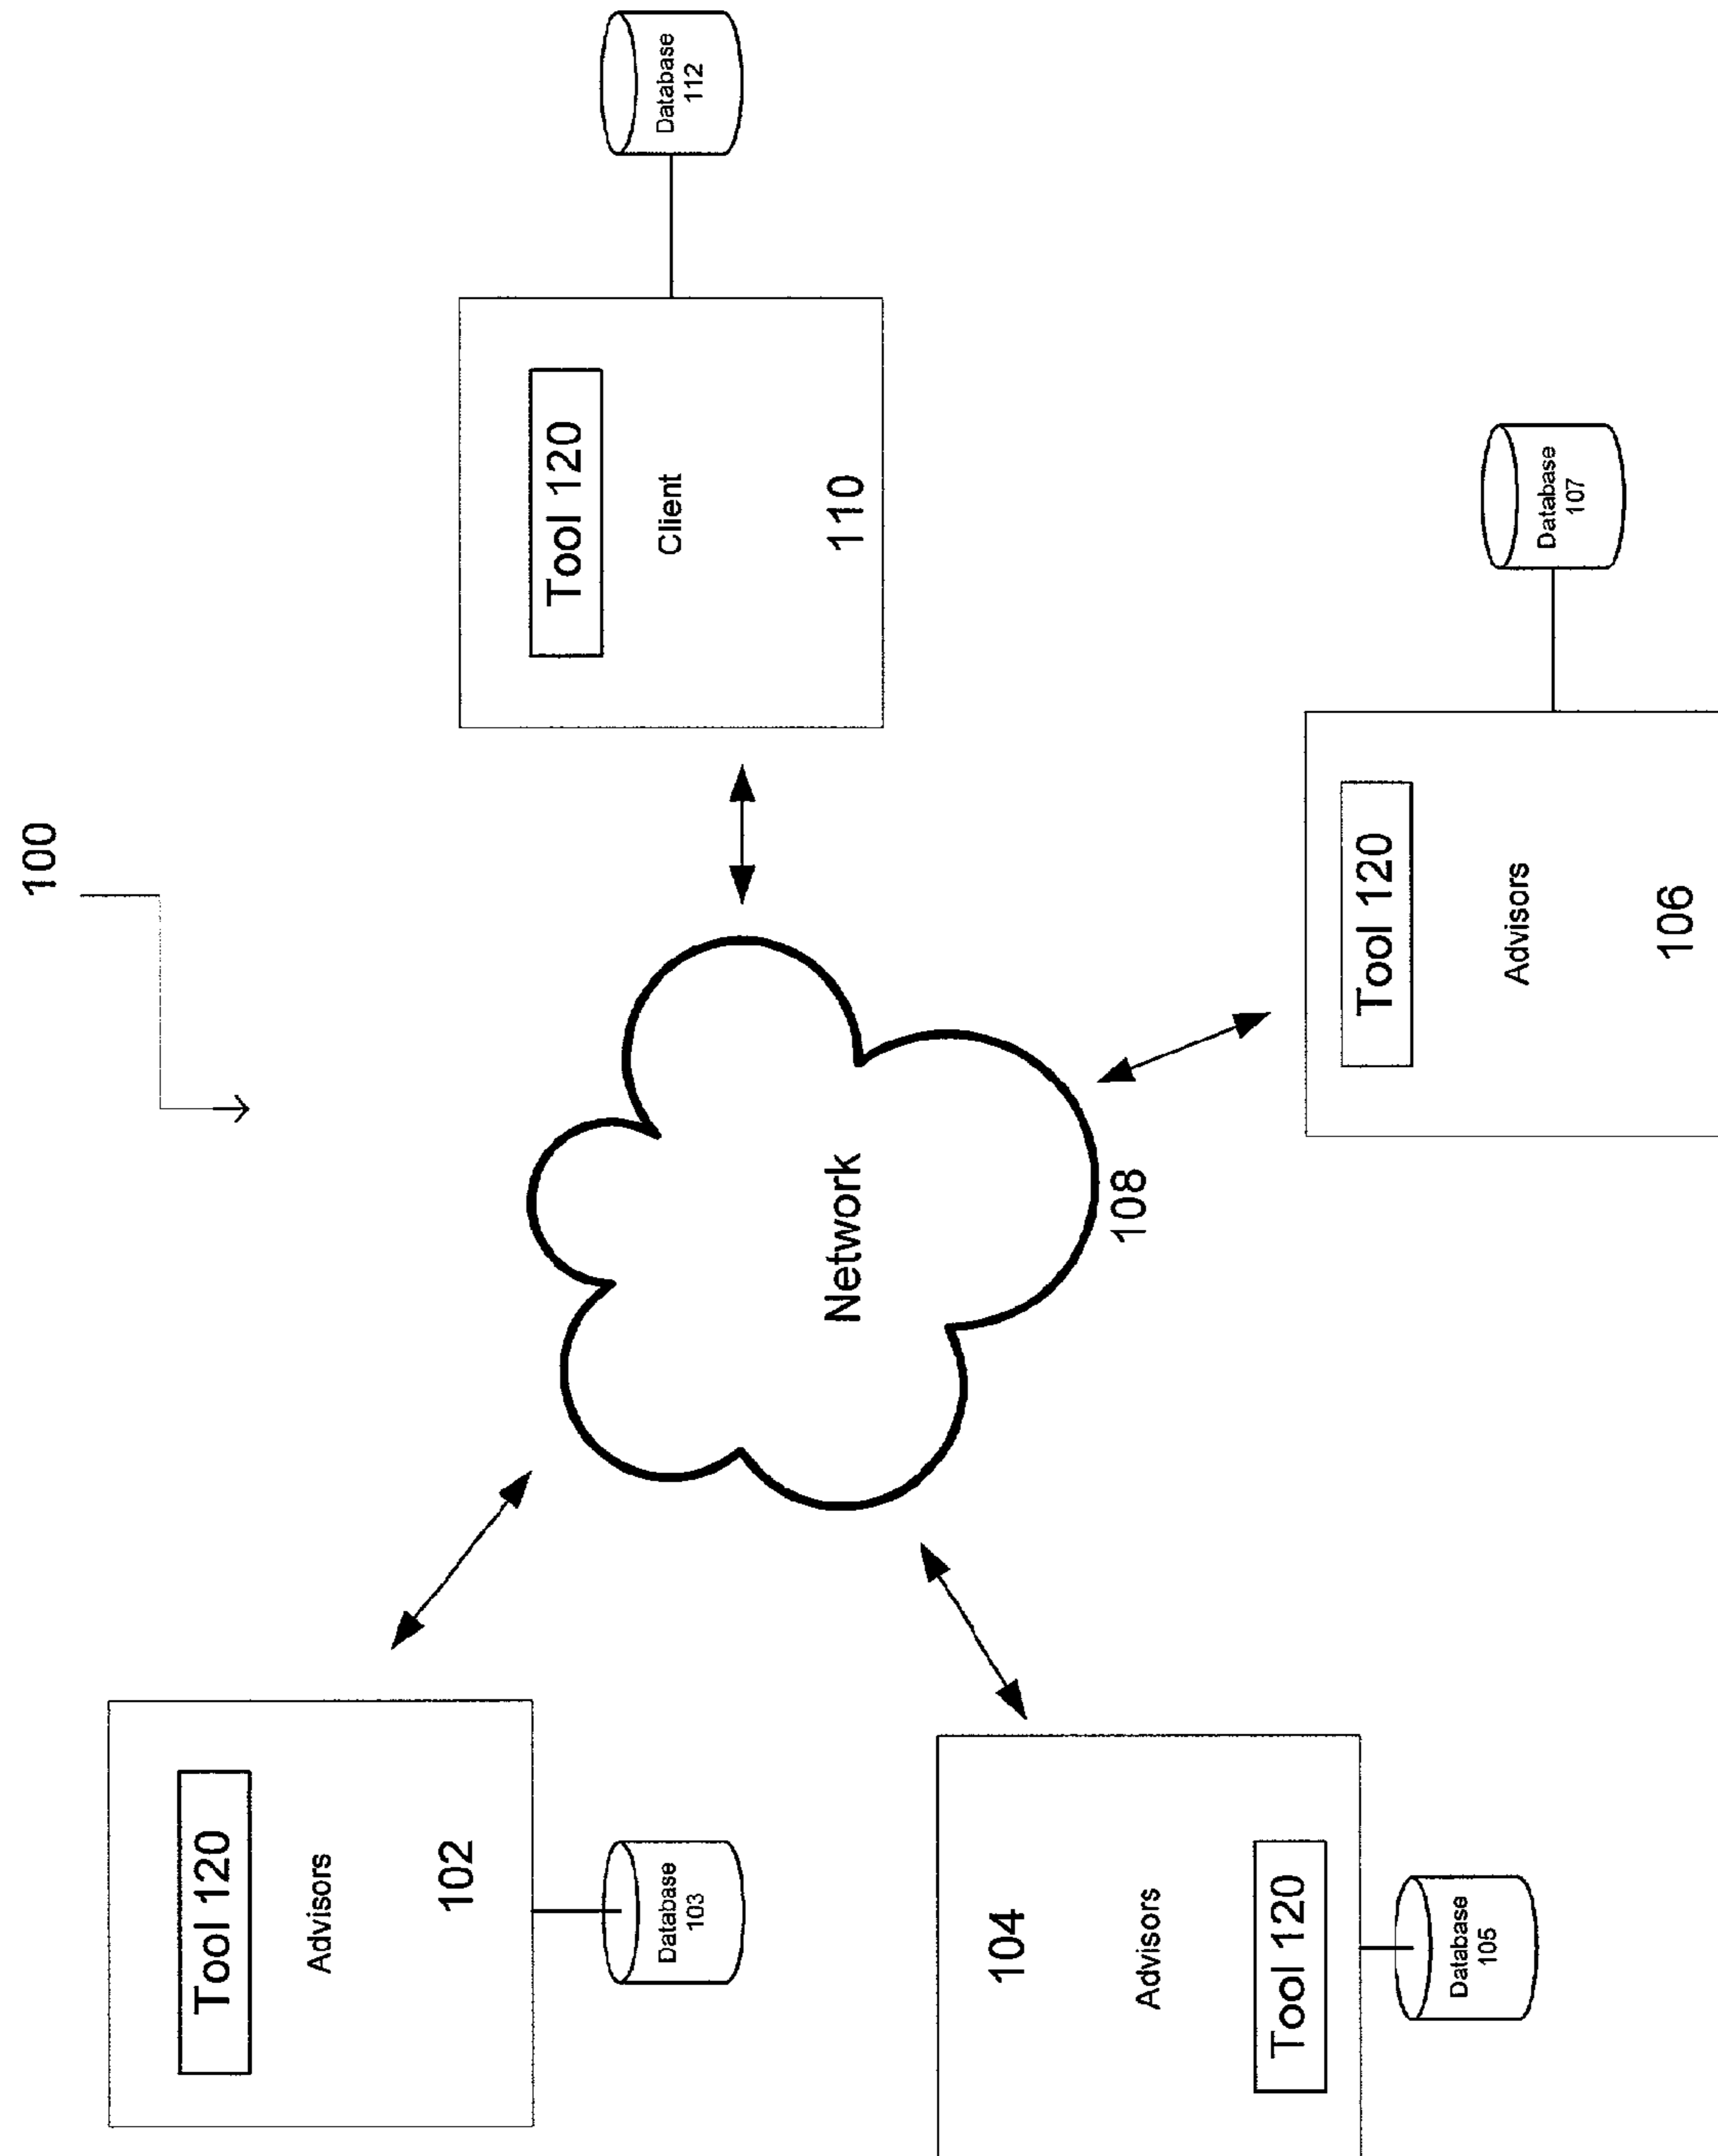 100
Tool 120
Advisors
102
Database
103
Tool 120
Client
110
Database
112
Network
108
104
Advisors
Tool 120
Database
105
Tool 120
Advisors
106
Database
107